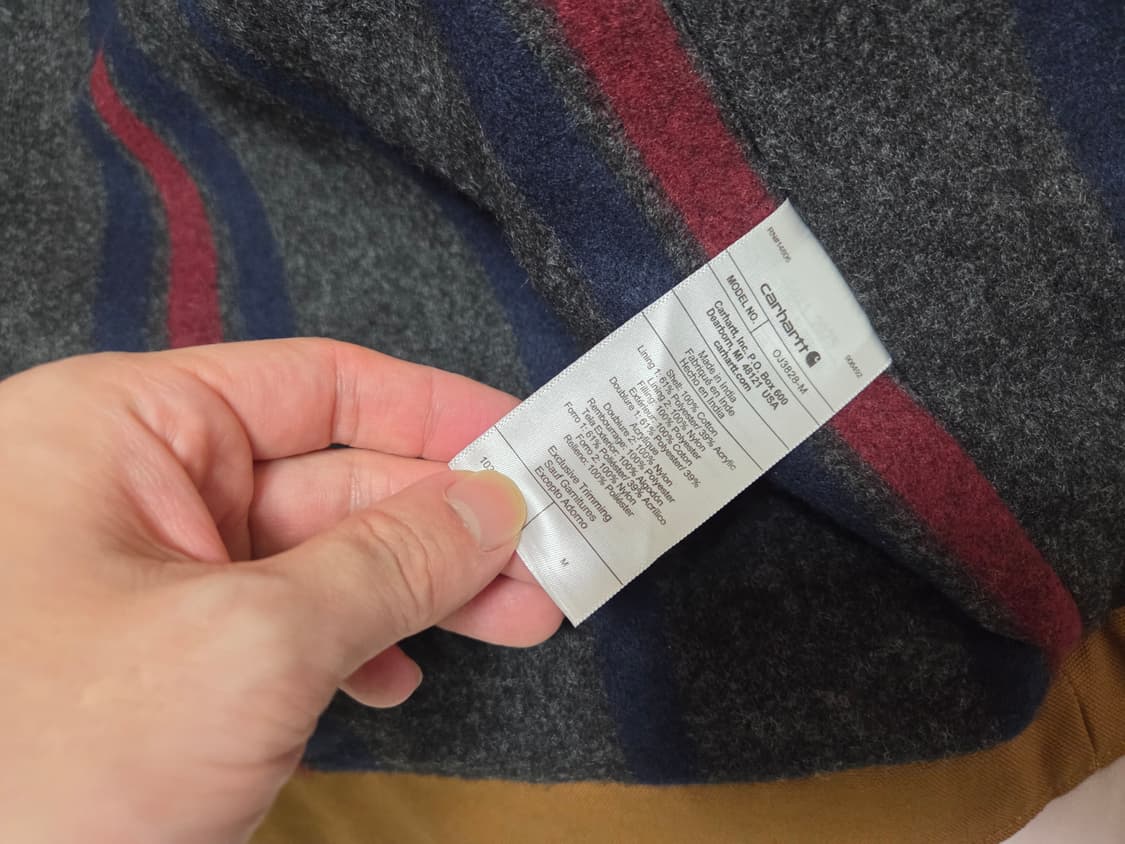 RN#14806
carhartt
906492
MODEL NO.
OJ3828-M
Carhartt, Inc. P.O. Box 600
Dearborn, MI 48121 USA
carhartt.com
Made in India
Fabriqué en Inde
Hecho en India
Shell: 100% Cotton
Lining 1: 61% Polyester/ 39% Acrylic
Lining 2: 100% Nylon
Filling: 100% Polyester
Extérieur: 100% Coton
Doublure 1: 61% Polyester/ 39%
Acrylique
Doublure 2: 100% Nylon
Rembourrage: 100% Polyester
Tela Exterior: 100% Algodón
Forro 1: 61% Poliéster/ 39% Acrílico
Forro 2: 100% Nylon
Relleno: 100% Poliéster
Exclusive Trimming
Sauf Garnitures
Excepto Adorno
M